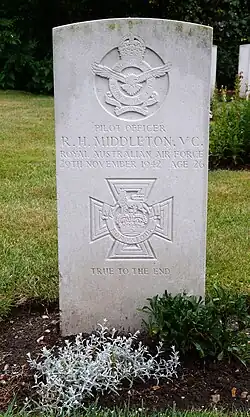 PILOT OFFICER
R. H. MIDDLETON, V.C.
ROYAL AUSTRALIAN AIR FORCE
29TH NOVEMBER 1942 AGE 26
TRUE TO THE END